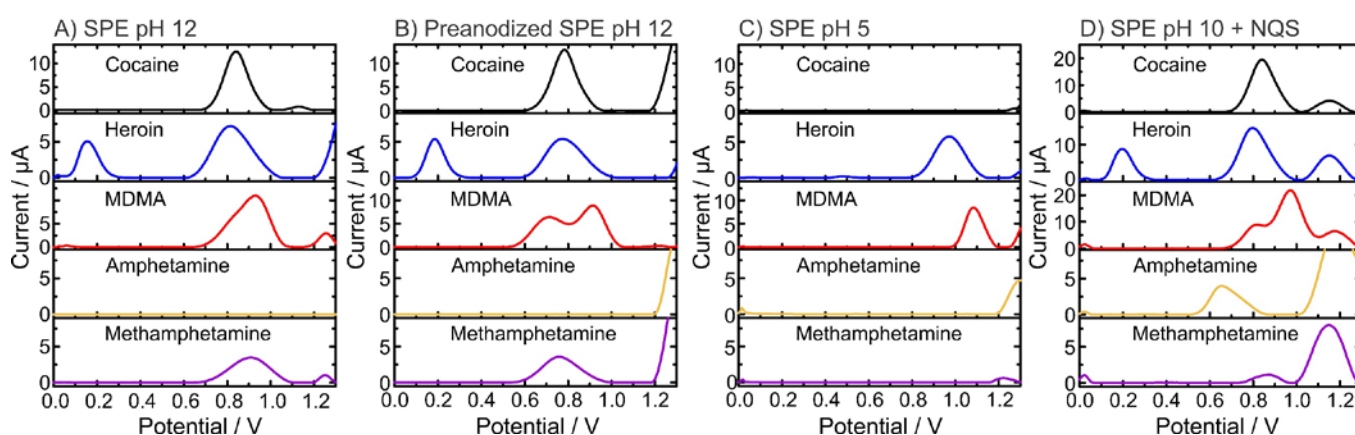 A) SPE pH 12
B) Preanodized SPE pH 12
C) SPE pH 5
D) SPE pH 10 + NQS
Current / µA
10
5
0
Cocaine
5
0
Heroin
10
5
0
MDMA
5
0
Amphetamine
5
0
Methamphetamine
0.0 0.2 0.4 0.6 0.8 1.0 1.2
Potential / V
Current / µA
10
5
0
Cocaine
5
0
Heroin
10
5
0
MDMA
5
0
Amphetamine
5
0
Methamphetamine
0.0 0.2 0.4 0.6 0.8 1.0 1.2
Potential / V
Current / µA
10
5
0
Cocaine
5
0
Heroin
10
5
0
MDMA
5
0
Amphetamine
5
0
Methamphetamine
0.0 0.2 0.4 0.6 0.8 1.0 1.2
Potential / V
Current / µA
20
10
0
Cocaine
10
5
0
Heroin
20
10
0
MDMA
5
0
Amphetamine
5
0
Methamphetamine
0.0 0.2 0.4 0.6 0.8 1.0 1.2
Potential / V